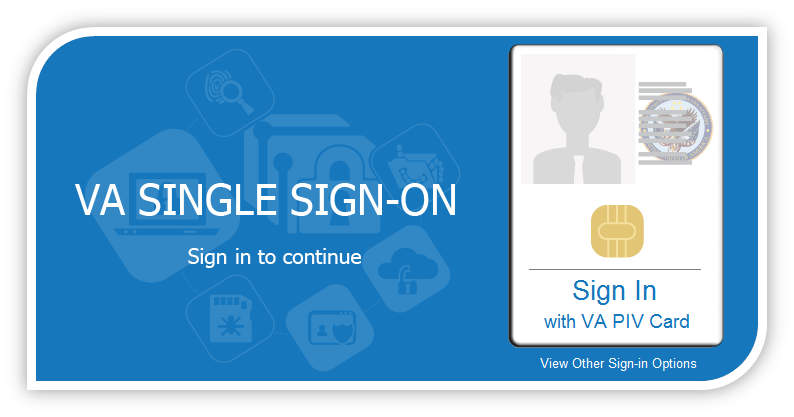 VA SINGLE SIGN-ON
Sign in to continue
Sign In
with VA PIV Card
View Other Sign-in Options